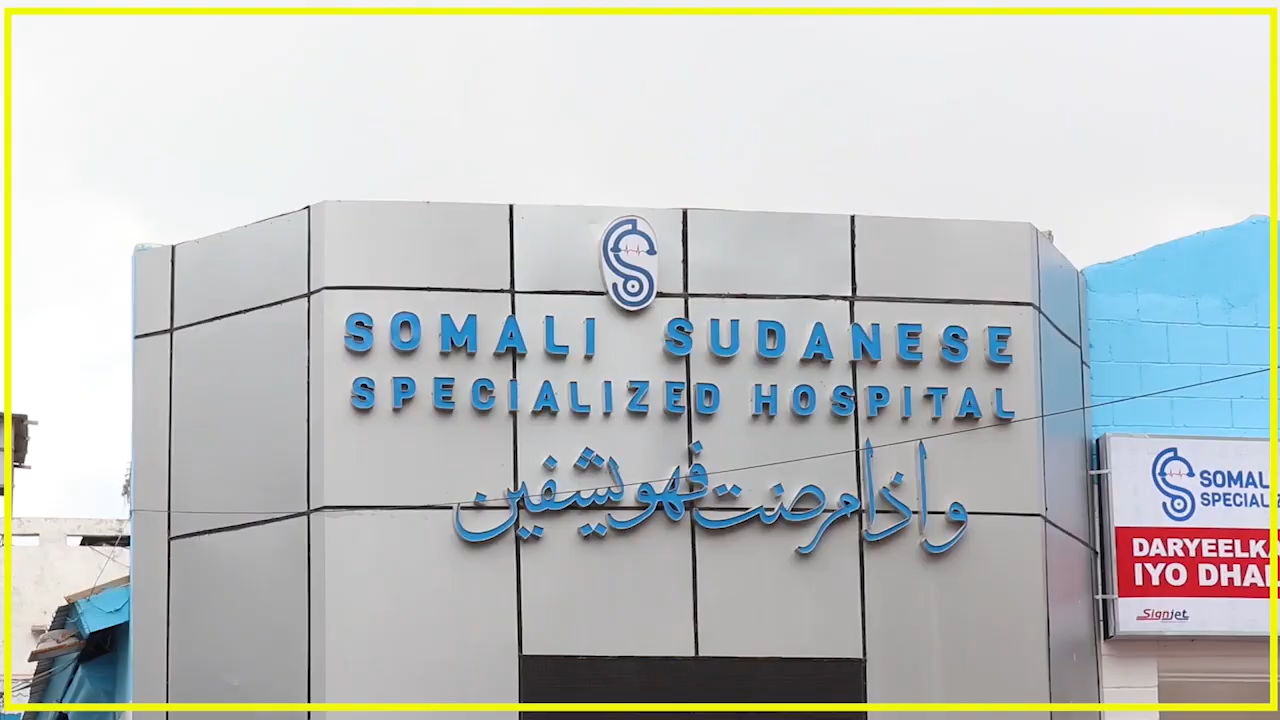 SOMALI SUDANESE
SPECIALIZED HOSPITAL
واذا مرضت فهو يشفين
SOMAL
SPECIAL
DARYEELKA
IYO DHA
Signjet